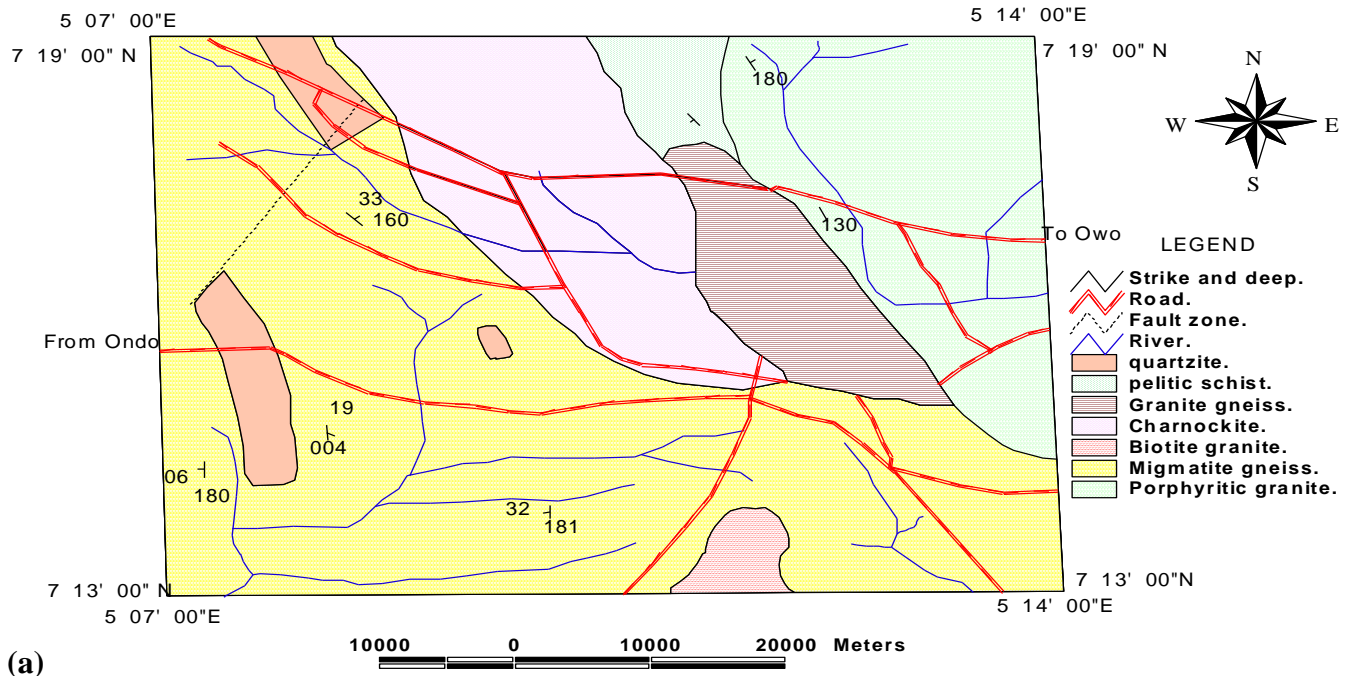 5 07' 00"E
5 14' 00"E
7 19' 00" N
7 19' 00" N
N
W E
S
180
33
160
130
To Owo
LEGEND
Strike and deep.
Road.
Fault zone.
River.
quartzite.
pelitic schist.
Granite gneiss.
Charnockite.
Biotite granite.
Migmatite gneiss.
Porphyritic granite.
From Ondo
19
004
06
180
32
181
7 13' 00" N
7 13' 00"N
5 07' 00"E
5 14' 00"E
10000 0 10000 20000 Meters
(a)